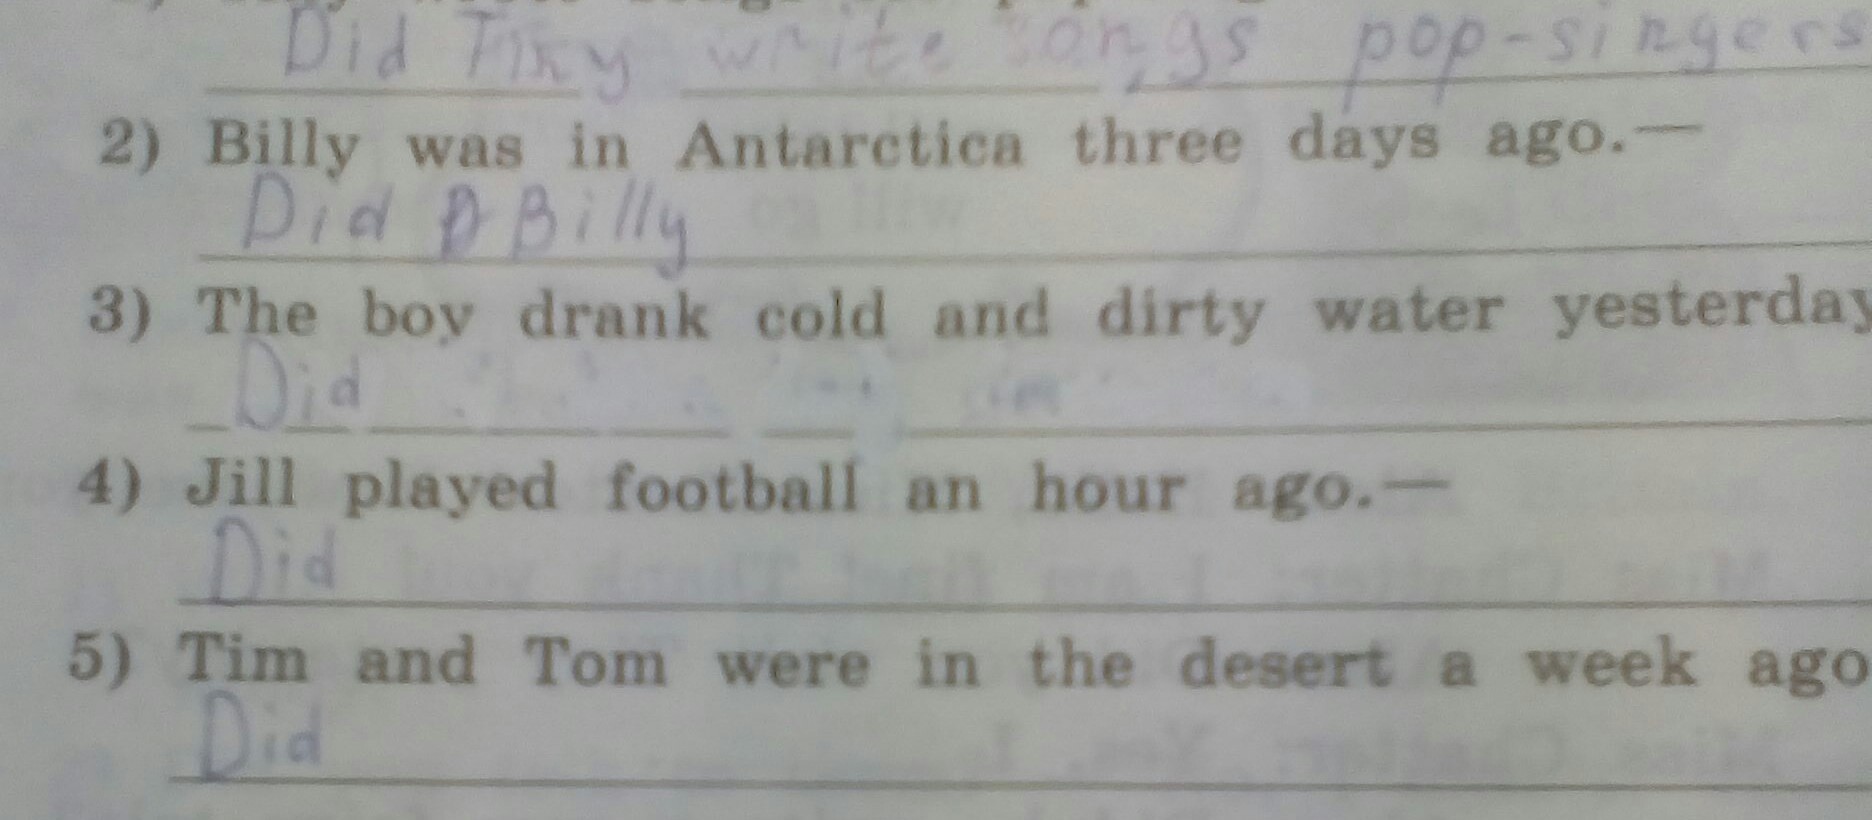 Did Tiny write songs pop-singers
2) Billy was in Antarctica three days ago.—
Did Billy
3) The boy drank cold and dirty water yesterday
Did
4) Jill played football an hour ago.—
Did
5) Tim and Tom were in the desert a week ago
Did